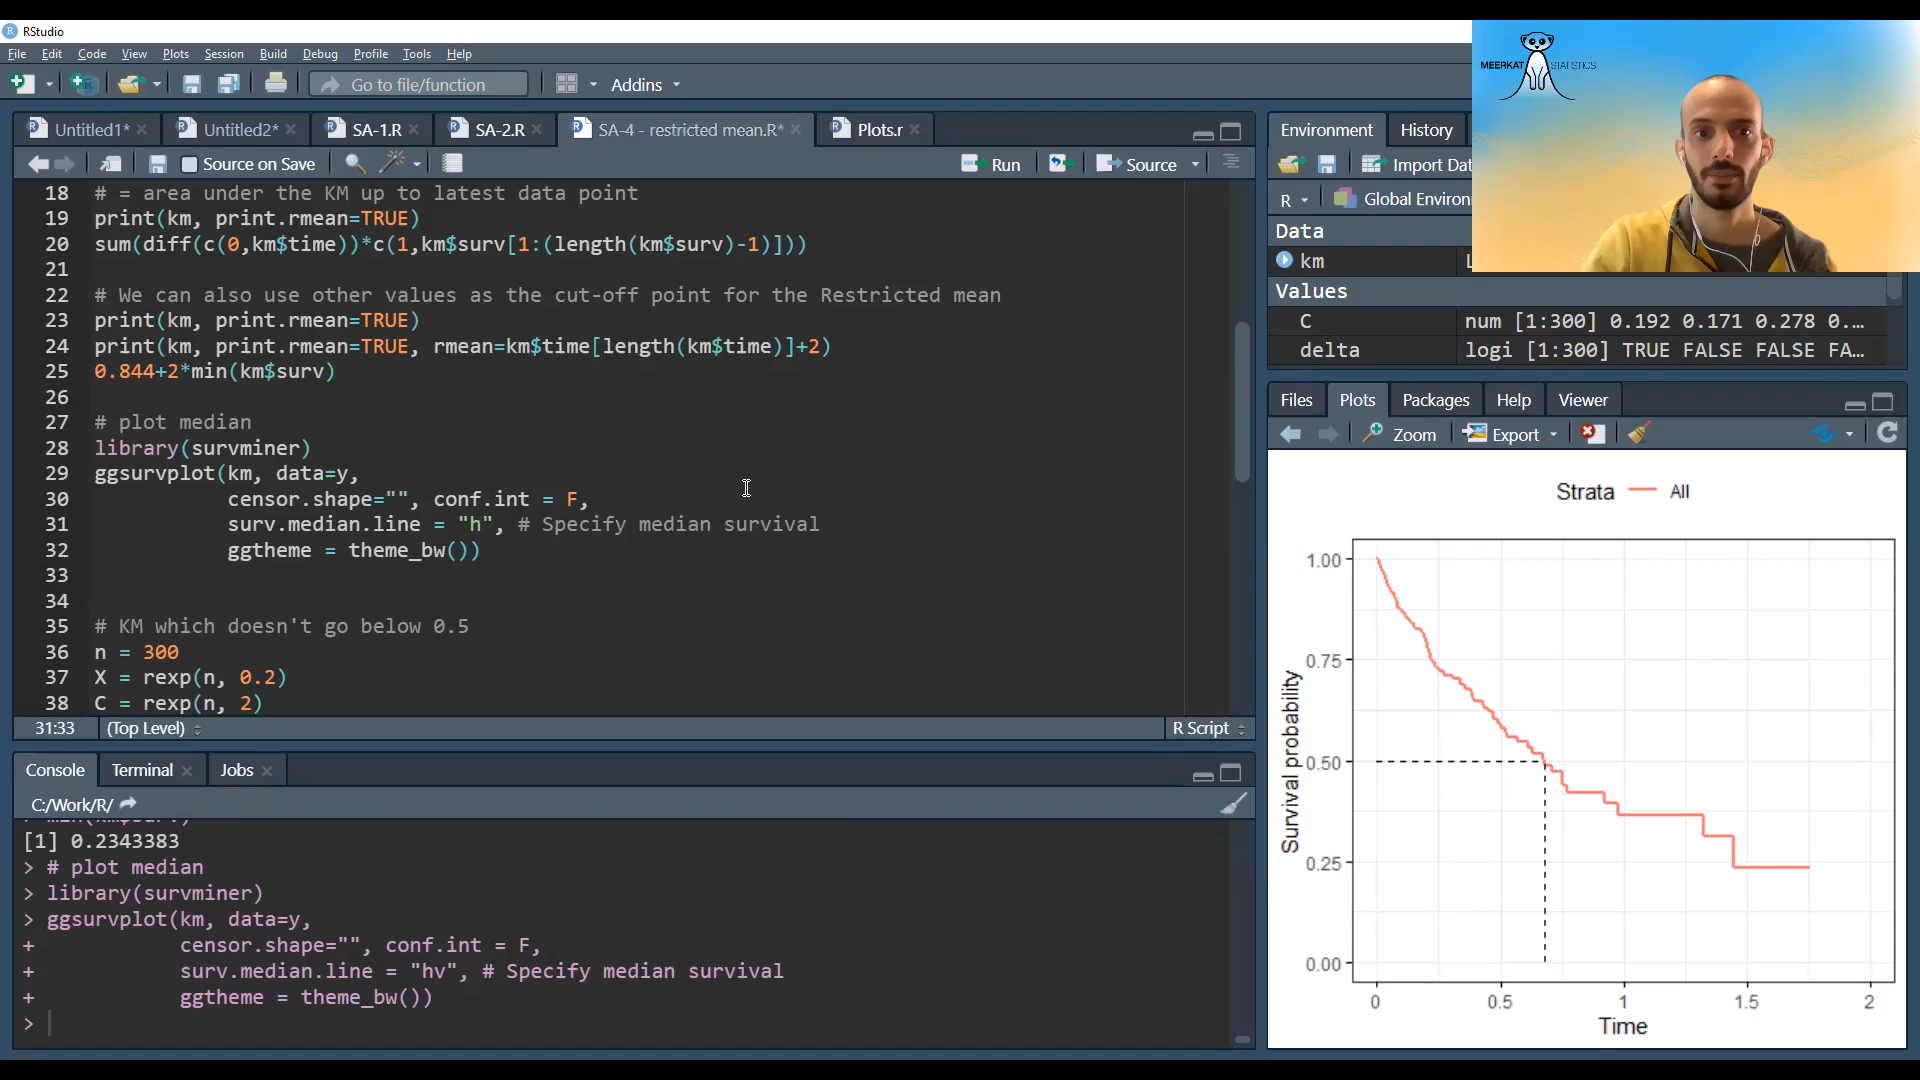 RStudio
File Edit Code View Plots Session Build Debug Profile Tools Help
Go to file/function Addins
MEERKAT STATISTICS
Untitled1* Untitled2* SA-1.R SA-2.R SA-4 - restricted mean.R* Plots.r
Source on Save Run Source
18 # = area under the KM up to latest data point
19 print(km, print.rmean=TRUE)
20 sum(diff(c(0,km$time))*c(1,km$surv[1:(length(km$surv)-1)]))
21
22 # We can also use other values as the cut-off point for the Restricted mean
23 print(km, print.rmean=TRUE)
24 print(km, print.rmean=TRUE, rmean=km$time[length(km$time)]+2)
25 0.844+2*min(km$surv)
26
27 # plot median
28 library(survminer)
29 ggsurvplot(km, data=y,
30 censor.shape="", conf.int = F,
31 surv.median.line = "h", # Specify median survival
32 ggtheme = theme_bw())
33
34
35 # KM which doesn't go below 0.5
36 n = 300
37 X = rexp(n, 0.2)
38 C = rexp(n, 2)
31:33 (Top Level) R Script
Console Terminal Jobs
C:/Work/R/
[1] 0.2343383
> # plot median
> library(survminer)
> ggsurvplot(km, data=y,
+ censor.shape="", conf.int = F,
+ surv.median.line = "hv", # Specify median survival
+ ggtheme = theme_bw())
>
Environment History
Import Dat
R Global Environ
Data
km L
Values
C num [1:300] 0.192 0.171 0.278 0.…
delta logi [1:300] TRUE FALSE FALSE FA…
Files Plots Packages Help Viewer
Zoom Export
Strata All
1.00
0.75
0.50
0.25
0.00
Survival probability
0 0.5 1 1.5 2
Time